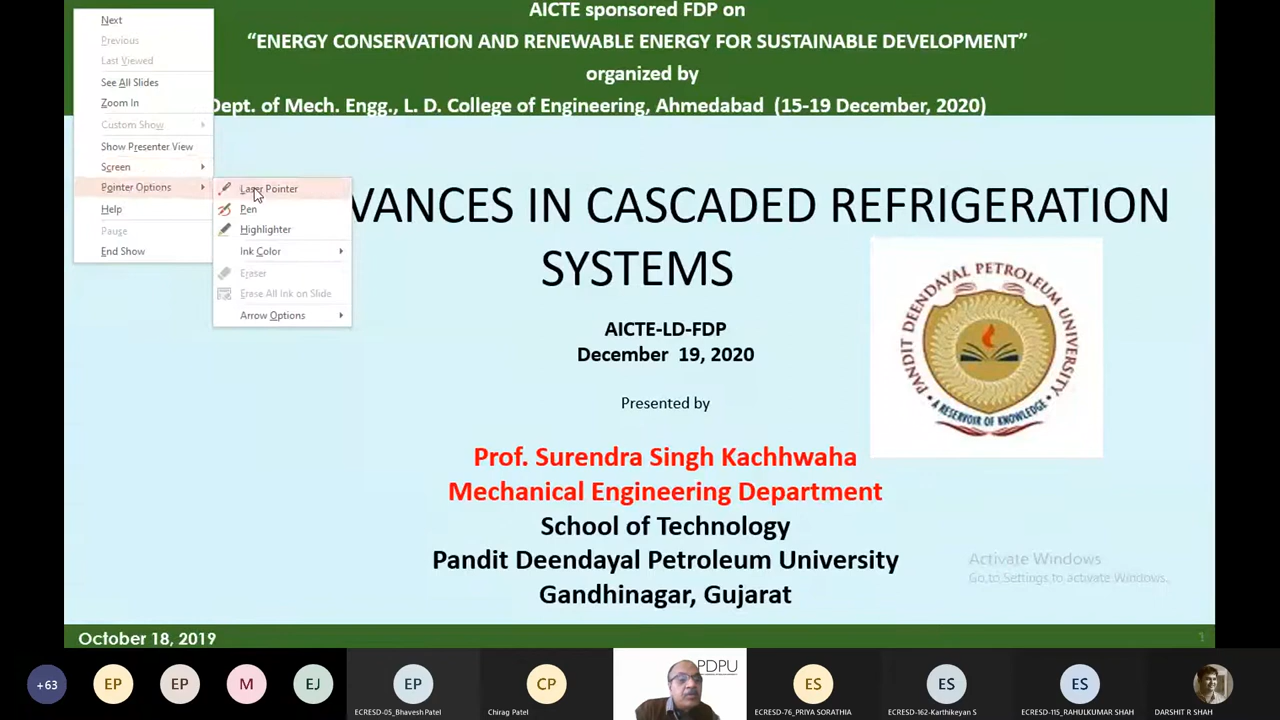 AICTE sponsored FDP on
“ENERGY CONSERVATION AND RENEWABLE ENERGY FOR SUSTAINABLE DEVELOPMENT”
organized by
Dept. of Mech. Engg., L. D. College of Engineering, Ahmedabad (15-19 December, 2020)
Next
Previous
Last Viewed
See All Slides
Zoom In
Custom Show
Show Presenter View
Screen
Pointer Options
Help
Pause
End Show
Laser Pointer
Pen
Highlighter
Ink Color
Eraser
Erase All Ink on Slide
Arrow Options
VANCES IN CASCADED REFRIGERATION
SYSTEMS
AICTE-LD-FDP
December 19, 2020
Presented by
PANDIT DEENDAYAL PETROLEUM UNIVERSITY
A RESERVOIR OF KNOWLEDGE
Prof. Surendra Singh Kachhwaha
Mechanical Engineering Department
School of Technology
Pandit Deendayal Petroleum University
Gandhinagar, Gujarat
Activate Windows
Go to Settings to activate Windows.
October 18, 2019
1
+63
EP
EP
M
EJ
EP
ECRESD-05_Bhavesh Patel
CP
Chirag Patel
PDPU
ES
ECRESD-76_PRIYA SORATHIA
ES
ECRESD-162-Karthikeyan S
ES
ECRESD-115_RAHULKUMAR SHAH
DARSHIT R SHAH